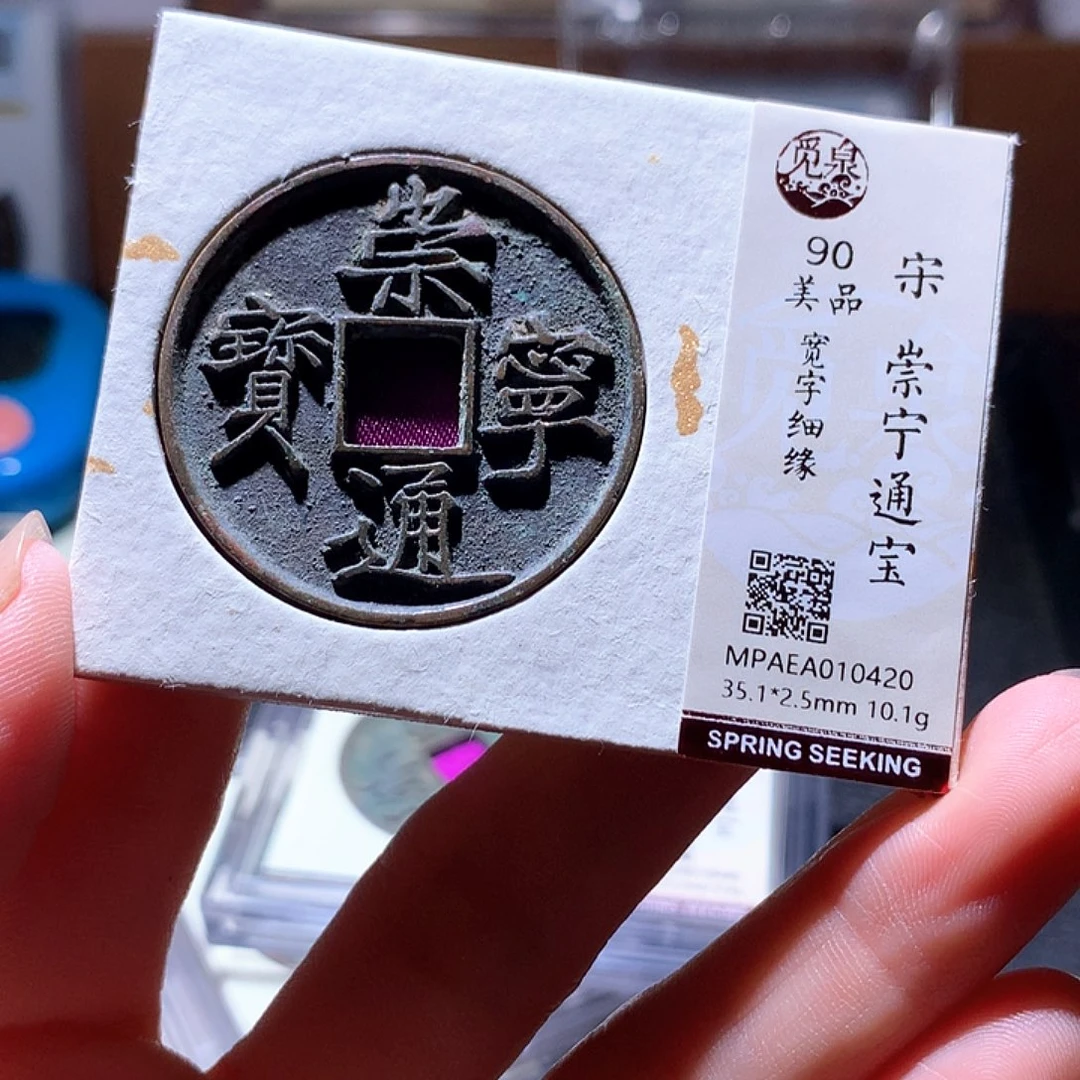 崇
寧
通
寳
觅泉
90
美品
宽字细缘
宋 崇宁通宝
MPAEA010420
35.1*2.5mm 10.1g
SPRING SEEKING